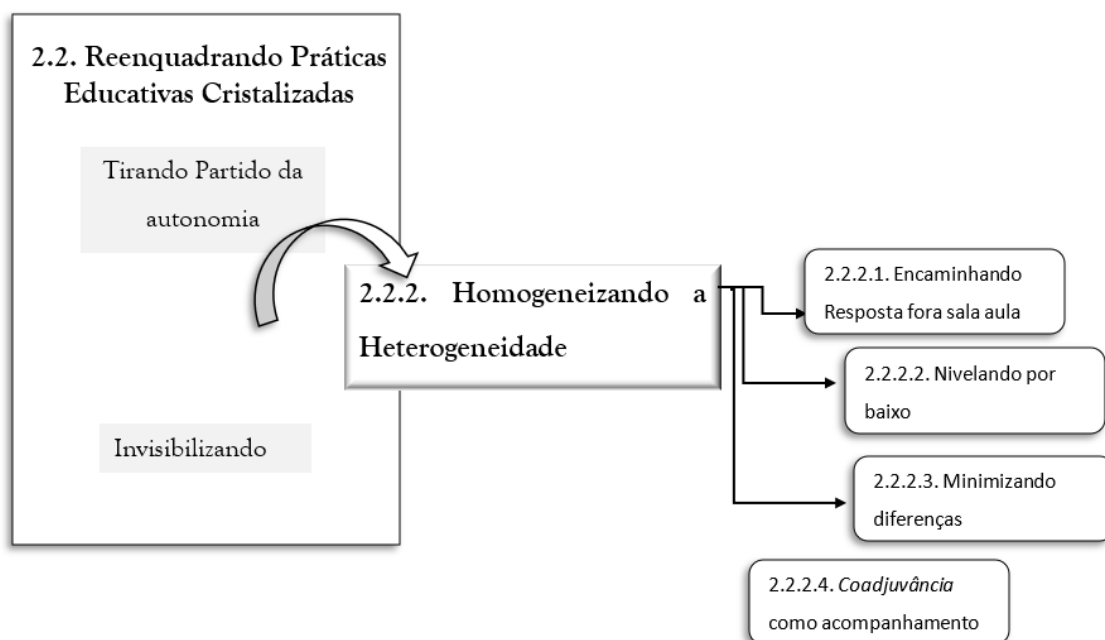 2.2. Reenquadrando Práticas
Educativas Cristalizadas
Tirando Partido da
autonomia
2.2.2. Homogeneizando a
Heterogeneidade
Invisibilizando
2.2.2.1. Encaminhando
Resposta fora sala aula
2.2.2.2. Nivelando por
baixo
2.2.2.3. Minimizando
diferenças
2.2.2.4. Coadjuvância
como acompanhamento